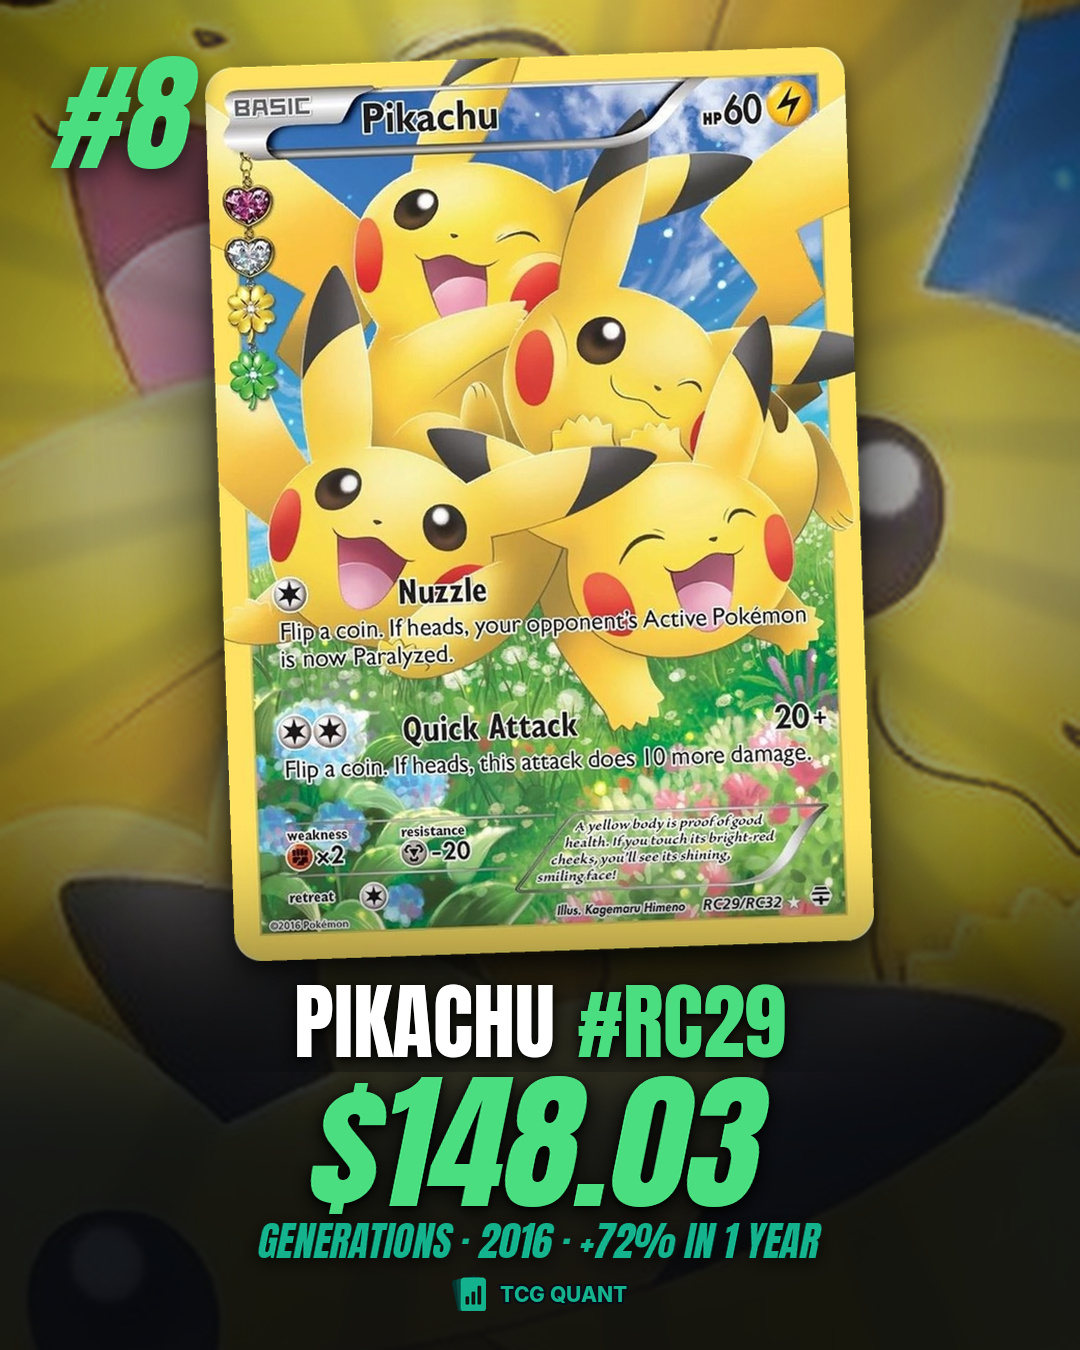 #8
BASIC
Pikachu
HP60
Nuzzle
Flip a coin. If heads, your opponent's Active Pokémon
is now Paralyzed.
Quick Attack
20+
Flip a coin. If heads, this attack does 10 more damage.
weakness
×2
resistance
-20
retreat
A yellow body is proof of good
health. If you touch its bright-red
cheeks, you'll see its shining,
smiling face!
Illus. Kagemaru Himeno
RC29/RC32
©2016 Pokémon
PIKACHU #RC29
$148.03
GENERATIONS · 2016 · +72% IN 1 YEAR
TCG QUANT